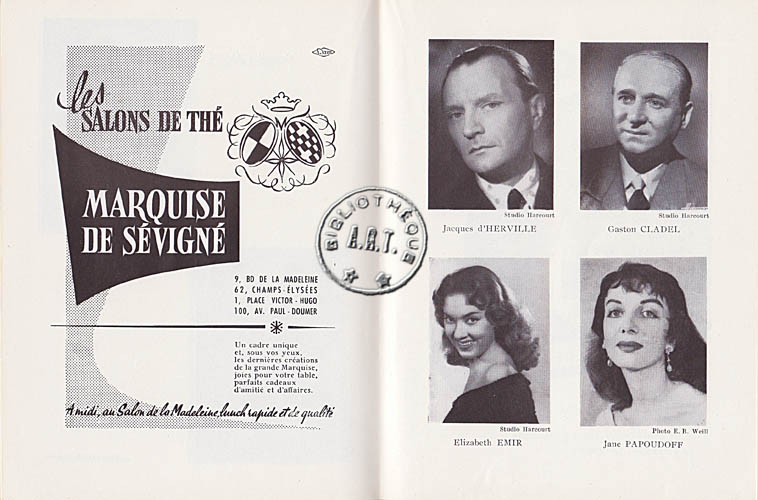 les
SALONS DE THÉ
MARQUISE
DE SÉVIGNÉ
9, BD DE LA MADELEINE
62, CHAMPS-ÉLYSÉES
1, PLACE VICTOR-HUGO
100, AV. PAUL-DOUMER
Un cadre unique
et, sous vos yeux,
les dernières créations
de la grande Marquise,
joies pour votre table,
parfaits cadeaux
d'amitié et d'affaires.
A midi, au Salon de la Madeleine, lunch rapide et de qualité
BIBLIOTHÈQUE
A.R.T.
Studio Harcourt
Jacques d'HERVILLE
Studio Harcourt
Gaston CLADEL
Studio Harcourt
Elizabeth EMIR
Photo E. R. Weill
Jane PAPOUDOFF